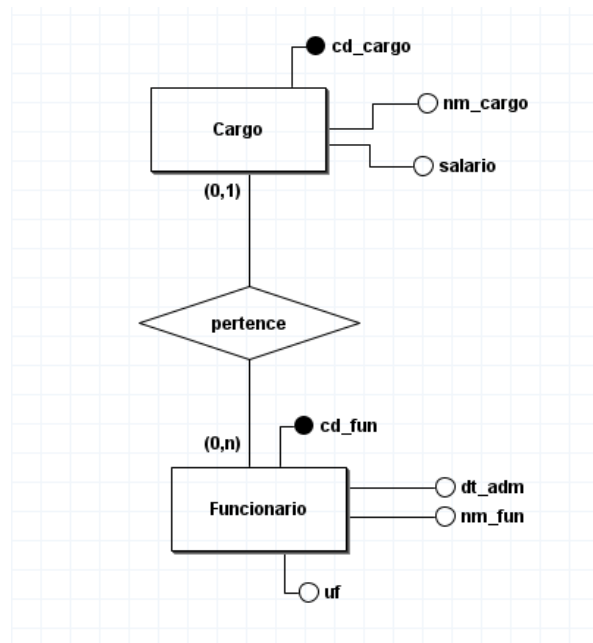 cd_cargo
nm_cargo
Cargo
salario
(0,1)
pertence
cd_fun
(0,n)
dt_adm
Funcionario
nm_fun
uf